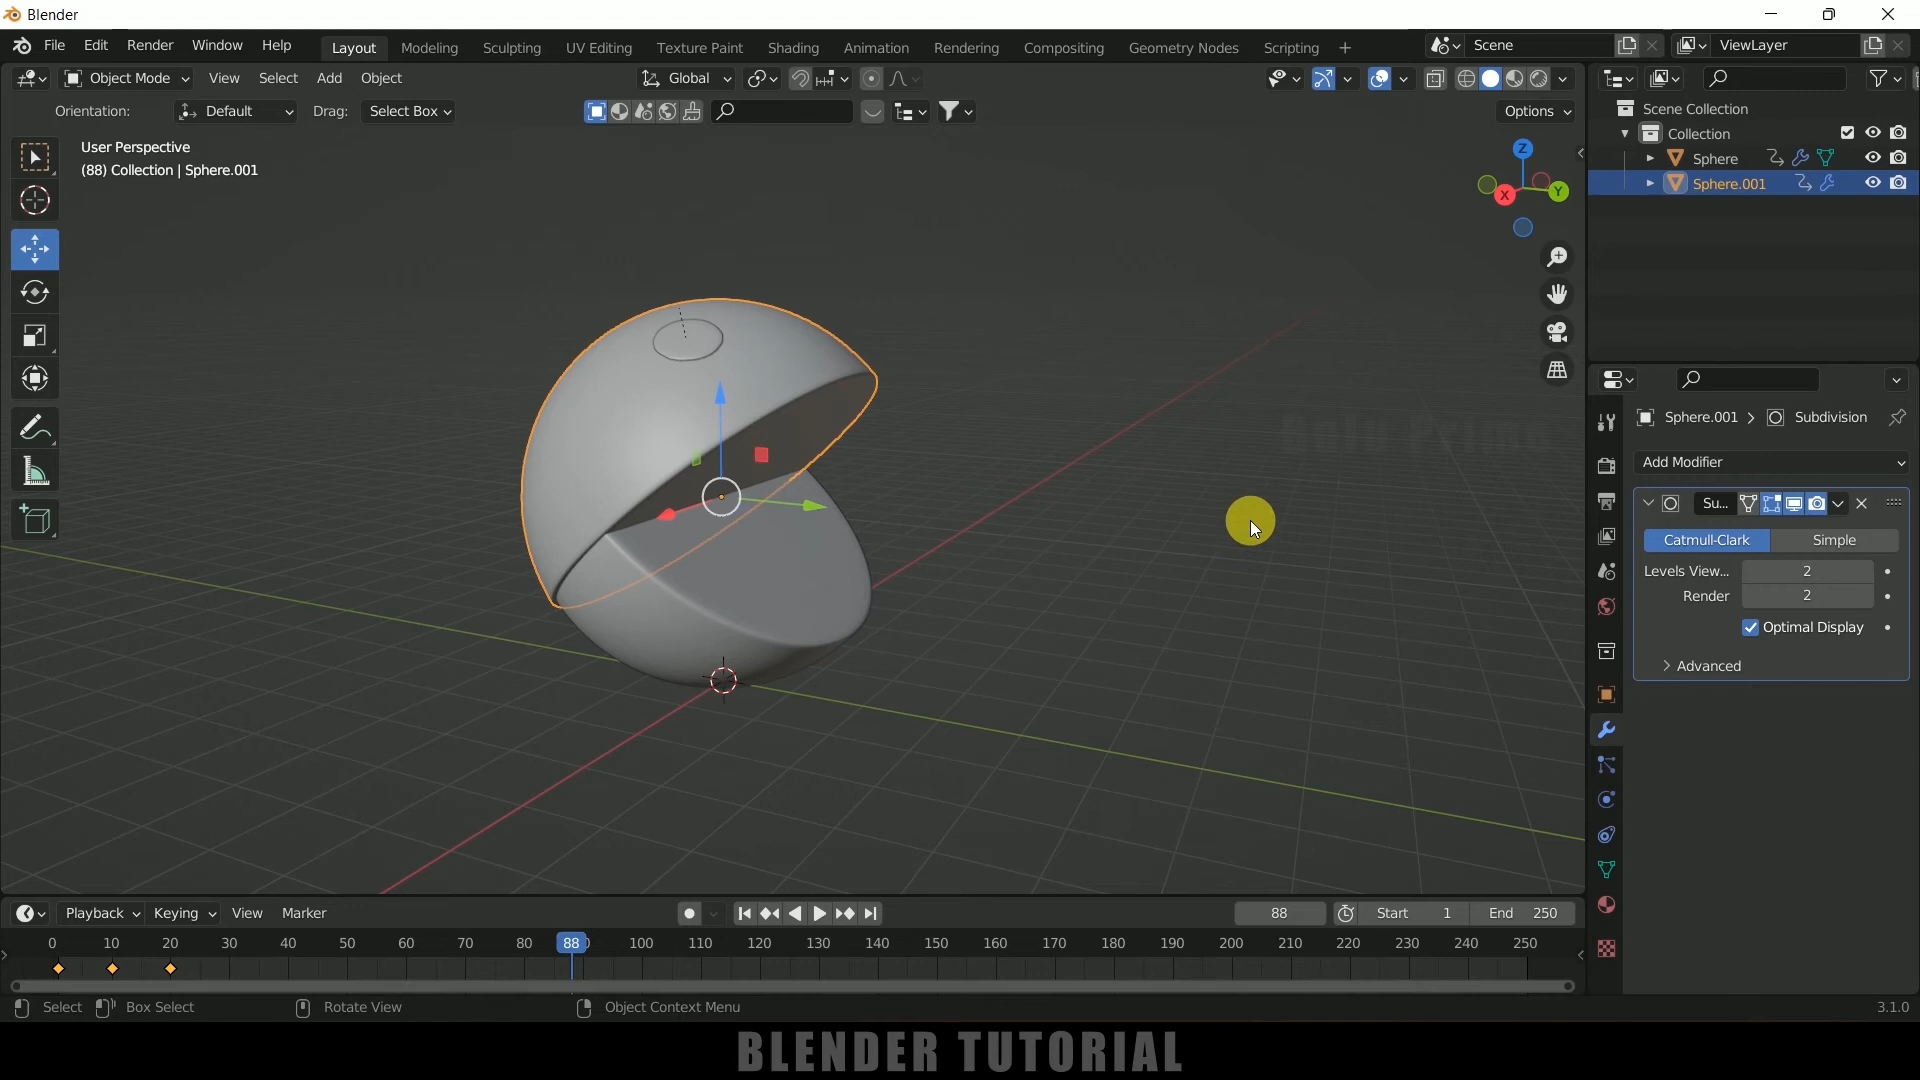 Blender
File Edit Render Window Help
Layout Modeling Sculpting UV Editing Texture Paint Shading Animation Rendering Compositing Geometry Nodes Scripting +
Scene
ViewLayer
Object Mode View Select Add Object
Global
Orientation: Default Drag: Select Box
Options
User Perspective
(88) Collection | Sphere.001
Z
X
Y
Scene Collection
Collection
Sphere
Sphere.001
Sphere.001 > Subdivision
Add Modifier
Su...
Catmull-Clark Simple
Levels View... 2
Render 2
Optimal Display
Advanced
Playback Keying View Marker
88
Start 1 End 250
0 10 20 30 40 50 60 70 80 88 100 110 120 130 140 150 160 170 180 190 200 210 220 230 240 250
Select Box Select Rotate View Object Context Menu
3.1.0
BLENDER TUTORIAL